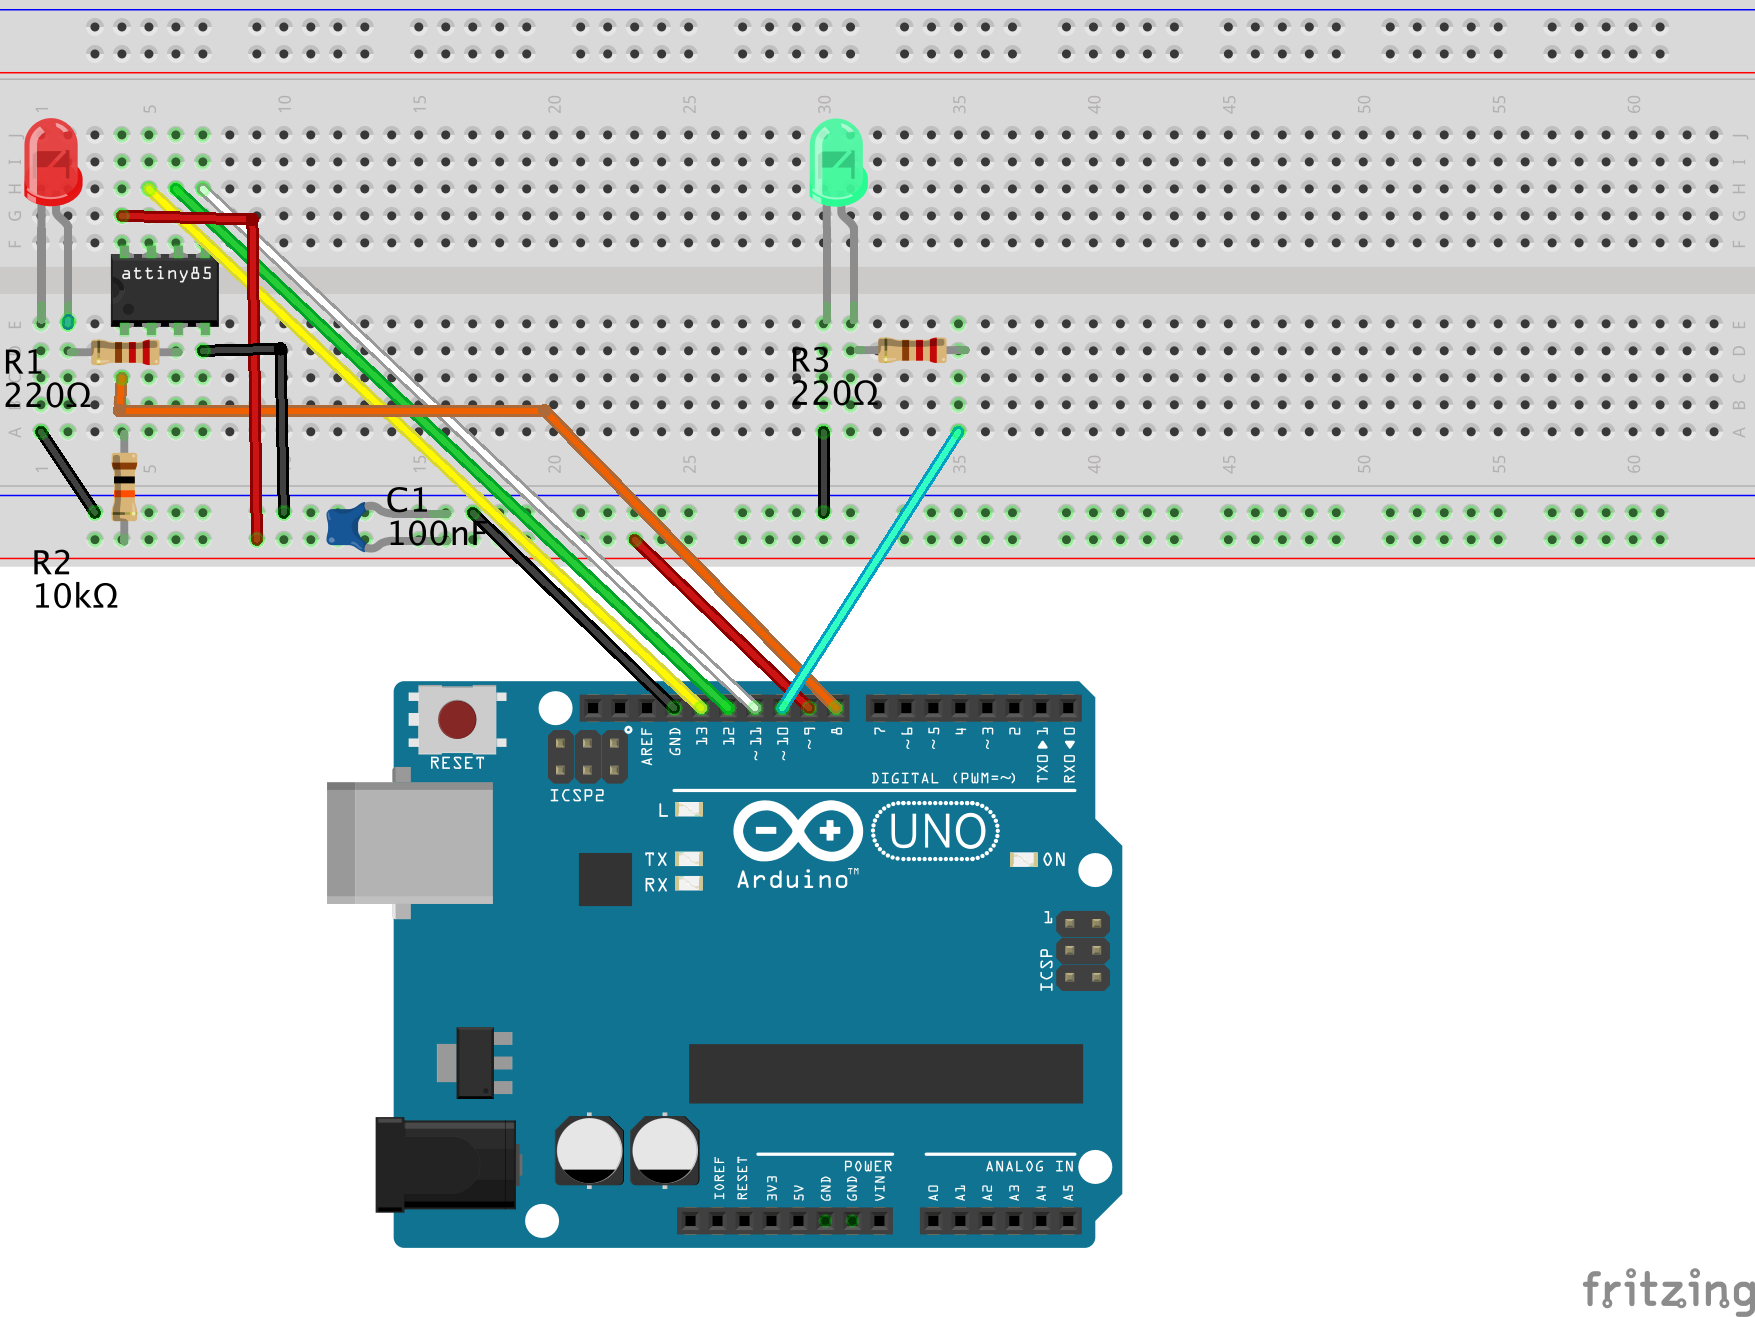 1 5 10 15 20 25 30 35 40 45 50 55 60
J J
I I
H H
G G
F F
attiny85
E E
D
R1
R3
220Ω
220Ω
C
B
A A
1 5 15 20 25 30 35 40 45 50 55 60
C1
100nF
R2
10kΩ
RESET
ICSP2
AREF
GND
13
12
~11
~10
~9
8
7
~6
~5
4
~3
2
TX0▶1
RX0◀0
DIGITAL (PWM=~)
L
TX
RX
UNO
Arduino™
ON
1
ICSP
IOREF
RESET
3V3
5V
GND
GND
VIN
POWER
ANALOG IN
A0
A1
A2
A3
A4
A5
fritzing